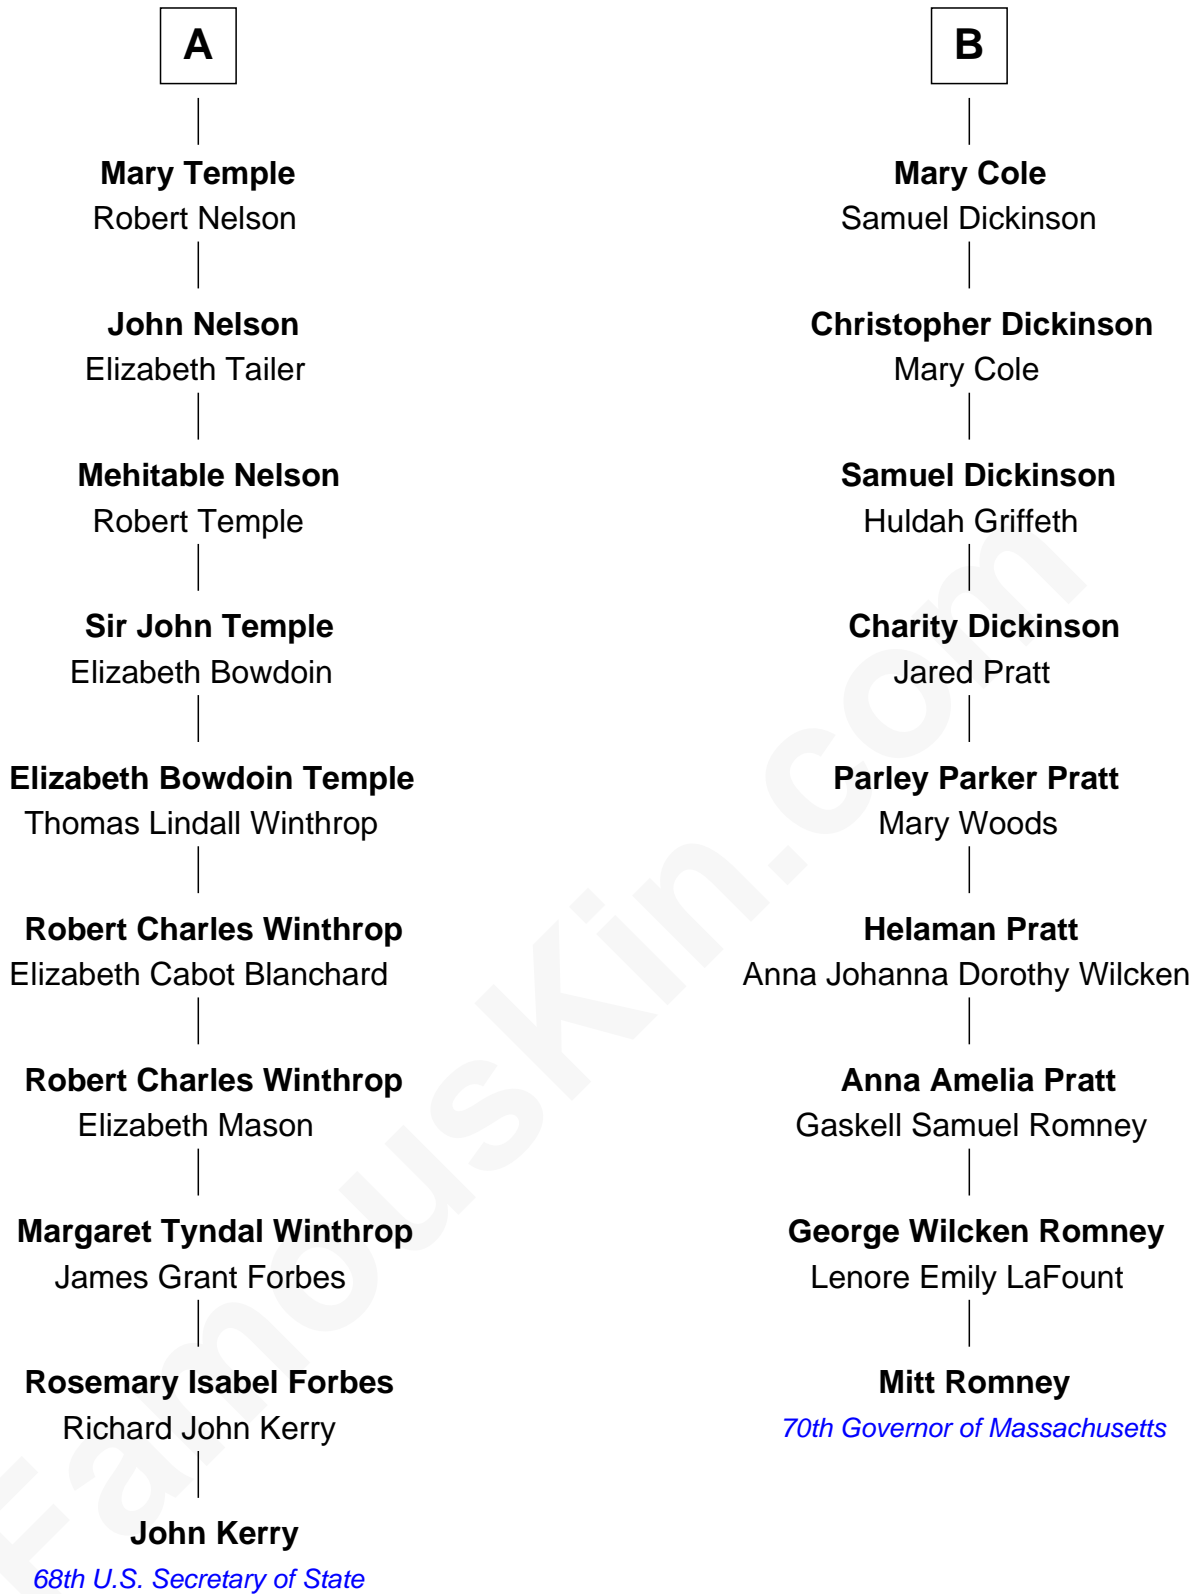 A
Mary Temple
Robert Nelson
John Nelson
Elizabeth Tailer
Mehitable Nelson
Robert Temple
Sir John Temple
Elizabeth Bowdoin
Elizabeth Bowdoin Temple
Thomas Lindall Winthrop
Robert Charles Winthrop
Elizabeth Cabot Blanchard
Robert Charles Winthrop
Elizabeth Mason
Margaret Tyndal Winthrop
James Grant Forbes
Rosemary Isabel Forbes
Richard John Kerry
John Kerry
68th U.S. Secretary of State
B
Mary Cole
Samuel Dickinson
Christopher Dickinson
Mary Cole
Samuel Dickinson
Huldah Griffeth
Charity Dickinson
Jared Pratt
Parley Parker Pratt
Mary Woods
Helaman Pratt
Anna Johanna Dorothy Wilcken
Anna Amelia Pratt
Gaskell Samuel Romney
George Wilcken Romney
Lenore Emily LaFount
Mitt Romney
70th Governor of Massachusetts
FamousKin.com